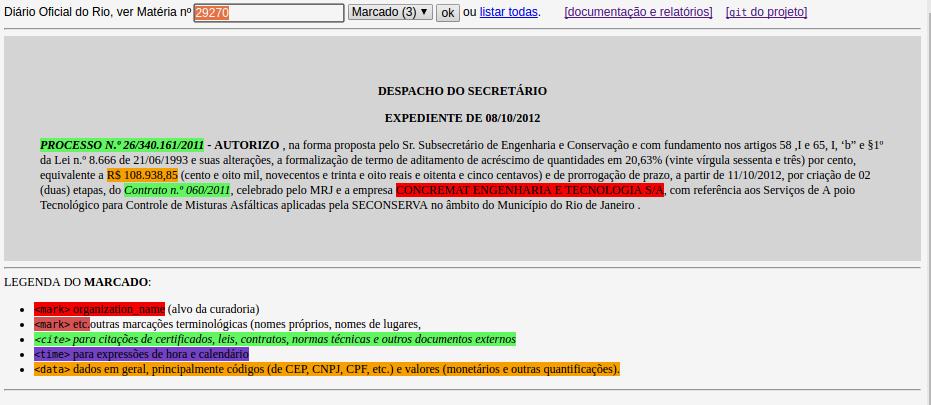 Diário Oficial do Rio, ver Matéria nº 29270 Marcado (3) ok ou listar todas. [documentação e relatórios] [git do projeto]
DESPACHO DO SECRETÁRIO
EXPEDIENTE DE 08/10/2012
PROCESSO N.º 26/340.161/2011 - AUTORIZO , na forma proposta pelo Sr. Subsecretário de Engenharia e Conservação e com fundamento nos artigos 58 ,I e 65, I, ‘b” e §1º
da Lei n.º 8.666 de 21/06/1993 e suas alterações, a formalização de termo de aditamento de acréscimo de quantidades em 20,63% (vinte vírgula sessenta e três) por cento,
equivalente a R$ 108.938,85 (cento e oito mil, novecentos e trinta e oito reais e oitenta e cinco centavos) e de prorrogação de prazo, a partir de 11/10/2012, por criação de 02
(duas) etapas, do Contrato n.º 060/2011, celebrado pelo MRJ e a empresa CONCREMAT ENGENHARIA E TECNOLOGIA S/A, com referência aos Serviços de A poio
Tecnológico para Controle de Misturas Asfálticas aplicadas pela SECONSERVA no âmbito do Município do Rio de Janeiro .
LEGENDA DO MARCADO:
<mark> organization_name (alvo da curadoria)
<mark> etc.outras marcações terminológicas (nomes próprios, nomes de lugares,
<cite> para citações de certificados, leis, contratos, normas técnicas e outros documentos externos
<time> para expressões de hora e calendário
<data> dados em geral, principalmente códigos (de CEP, CNPJ, CPF, etc.) e valores (monetários e outras quantificações).